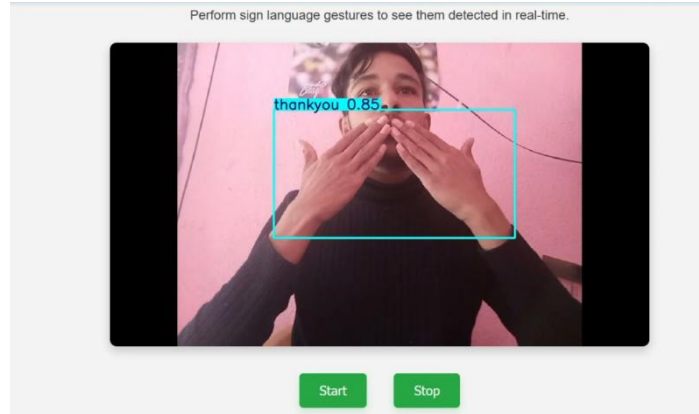 Perform sign language gestures to see them detected in real-time.
thankyou 0.85
Start
Stop